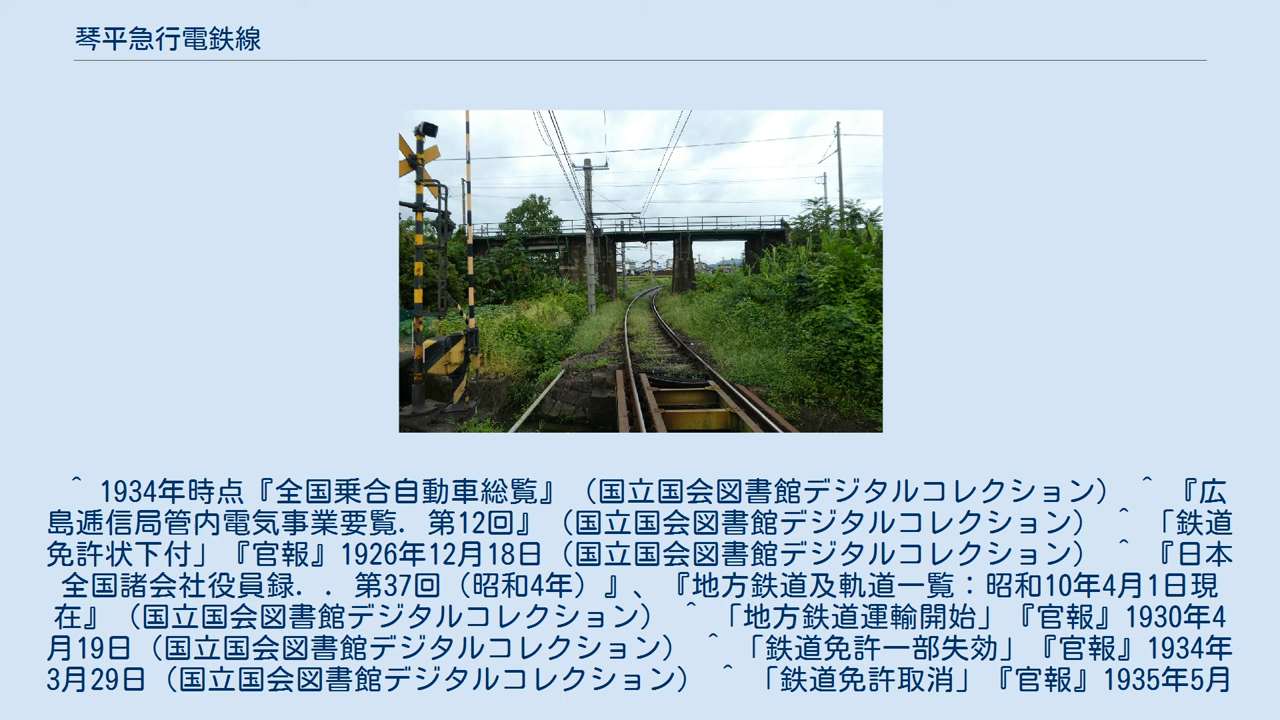 琴平急行電鉄線
^ 1934年時点『全国乗合自動車総覧』（国立国会図書館デジタルコレクション） ^ 『広
島逓信局管内電気事業要覧. 第12回』（国立国会図書館デジタルコレクション） ^ 「鉄道
免許状下付」『官報』1926年12月18日（国立国会図書館デジタルコレクション） ^ 『日本
全国諸会社役員録. . 第37回（昭和4年）』、『地方鉄道及軌道一覧：昭和10年4月1日現
在』（国立国会図書館デジタルコレクション） ^ 「地方鉄道運輸開始」『官報』1930年4
月19日（国立国会図書館デジタルコレクション） ^ 「鉄道免許一部失効」『官報』1934年
3月29日（国立国会図書館デジタルコレクション） ^ 「鉄道免許取消」『官報』1935年5月